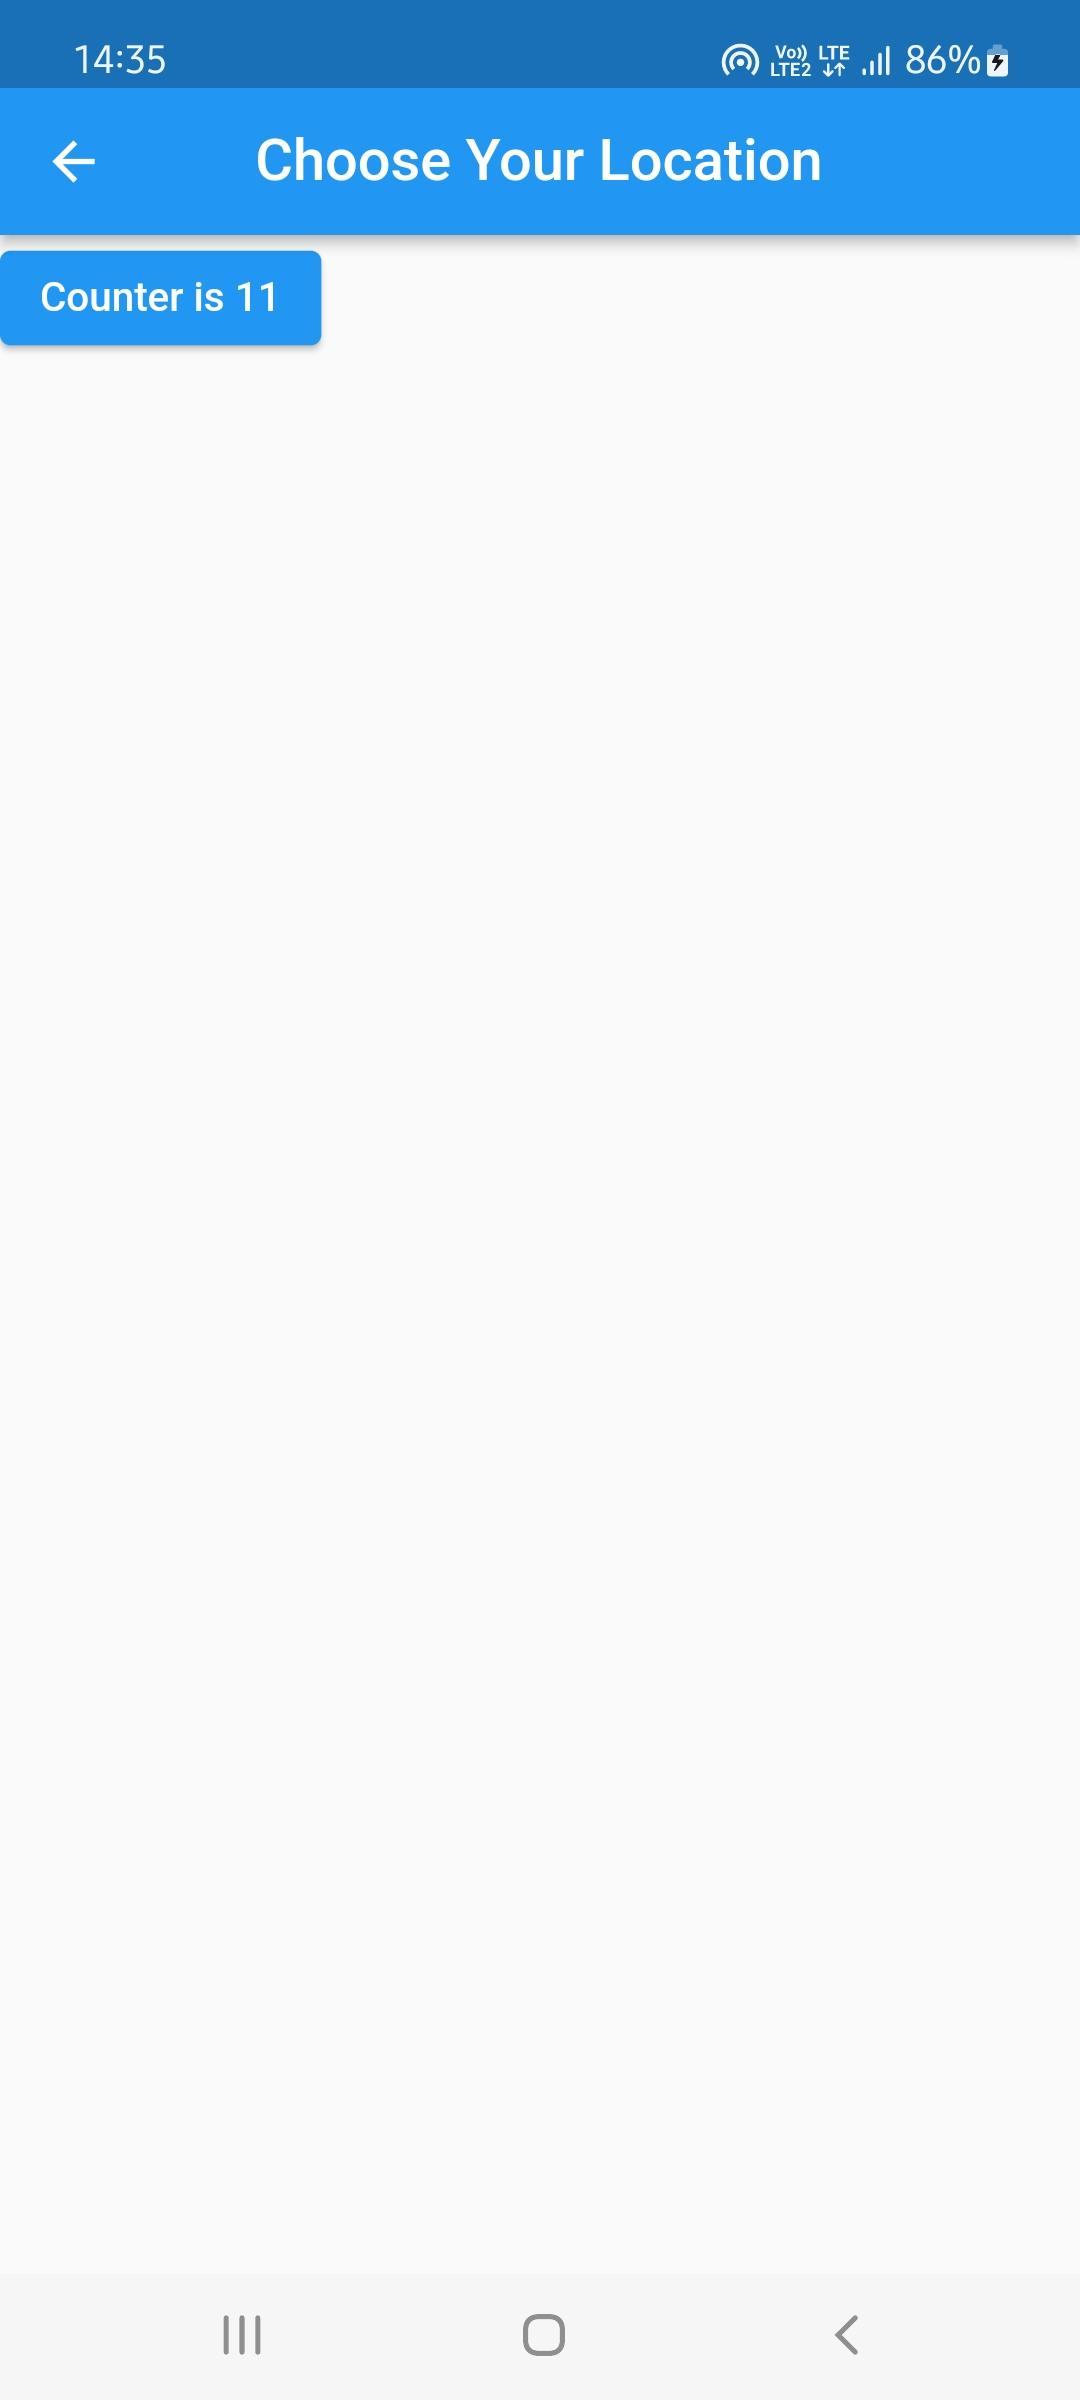 14:35
Vo)) LTE
LTE2
86%
Choose Your Location
Counter is 11